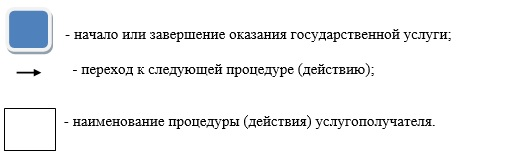 - начало или завершение оказания государственной услуги;
- переход к следующей процедуре (действию);
- наименование процедуры (действия) услугополучателя.